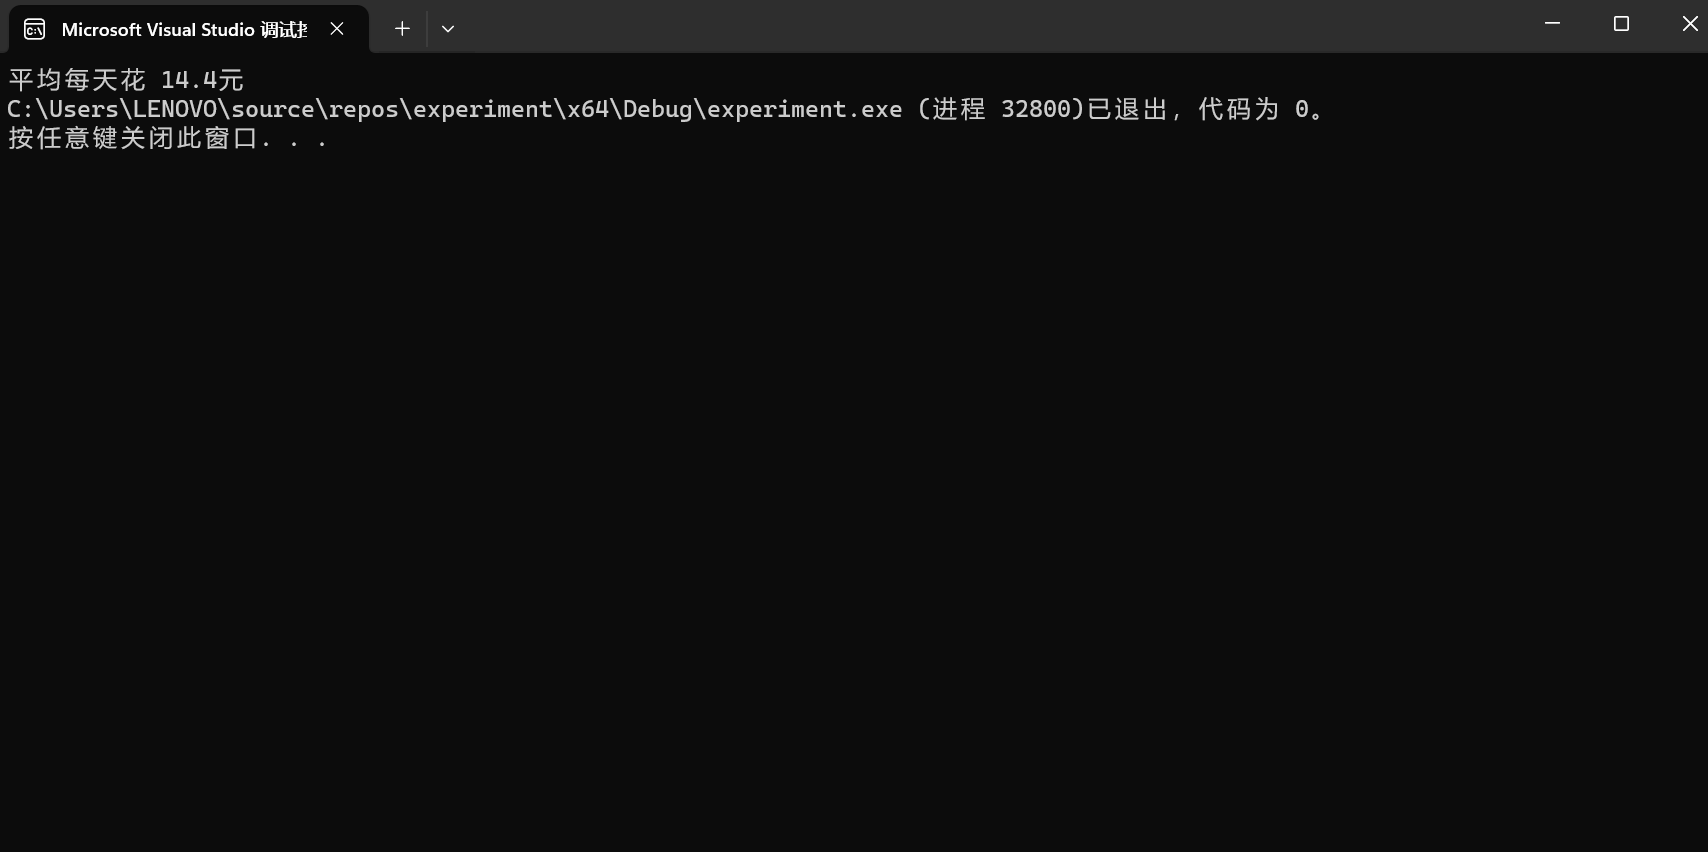 Microsoft Visual Studio 调试
平均每天花 14.4元
C:\Users\LENOVO\source\repos\experiment\x64\Debug\experiment.exe (进程 32800)已退出，代码为 0。
按任意键关闭此窗口. . .